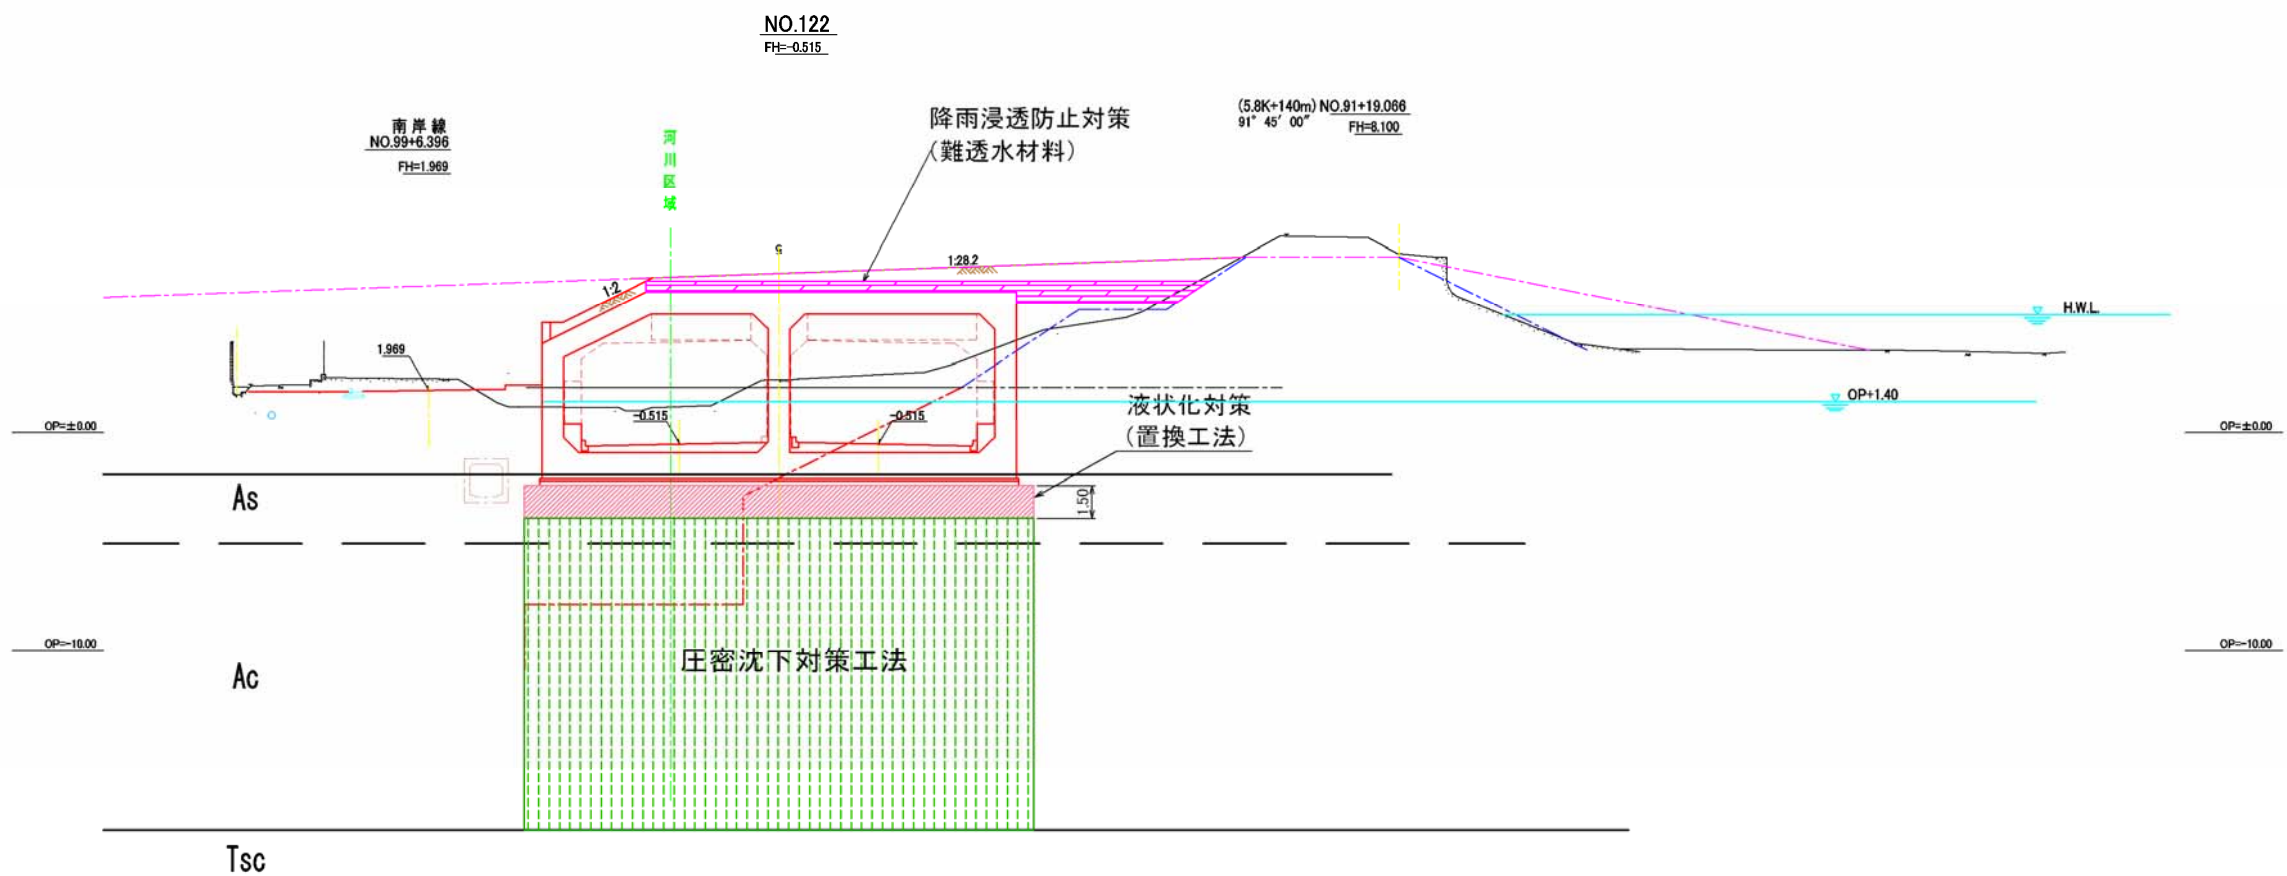 NO.122
FH=-0.515
南岸線
NO.99+6.396
FH=1.969
河川区域
降雨浸透防止対策
(難透水材料)
(5.8K+140m) NO.91+19.066
91° 45′ 00″
FH=8.100
1:2
1:28.2
H.W.L.
1.969
OP+1.40
液状化対策
(置換工法)
-0.515
-0.515
OP=±0.00
OP=±0.00
As
1.50
OP=-10.00
OP=-10.00
Ac
圧密沈下対策工法
Tsc